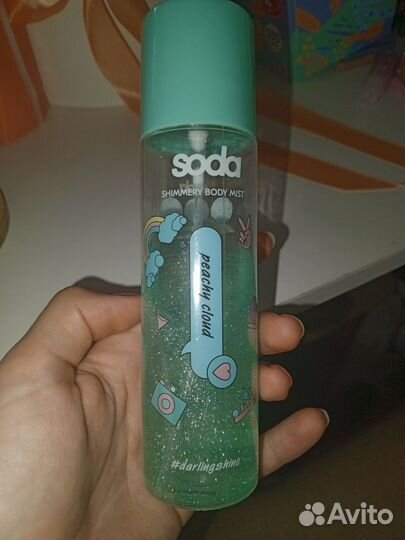 soda
SHIMMERY BODY MIST
peachy cloud
#darlingshine
Avito